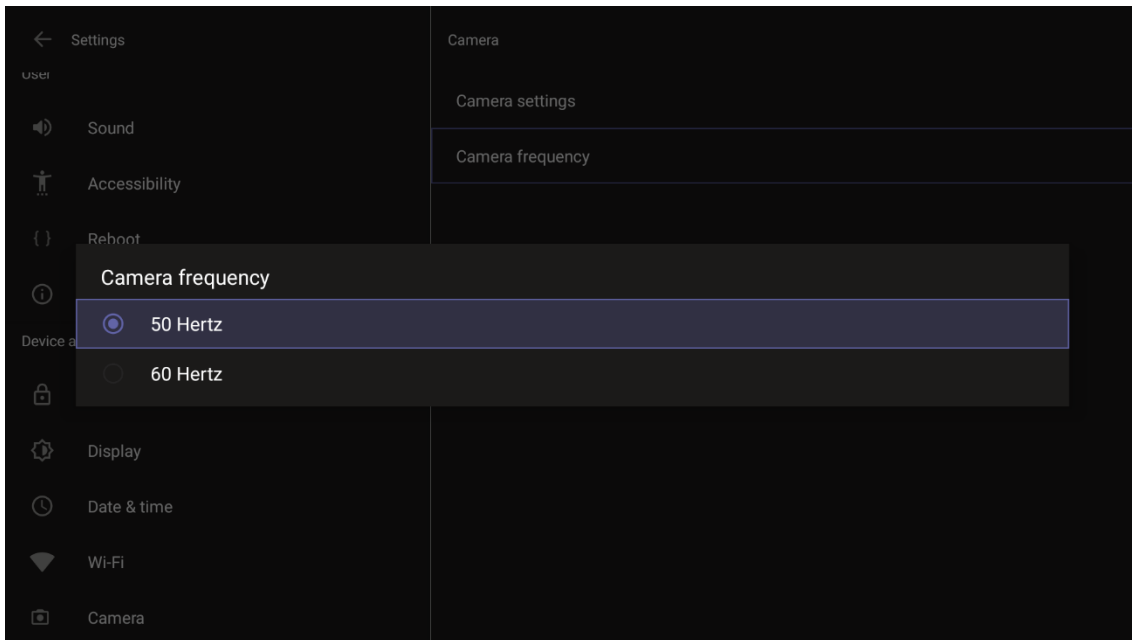 Settings
User
Sound
Accessibility
{ } Reboot
Device a
Display
Date & time
Wi-Fi
Camera
Camera
Camera settings
Camera frequency
Camera frequency
50 Hertz
60 Hertz